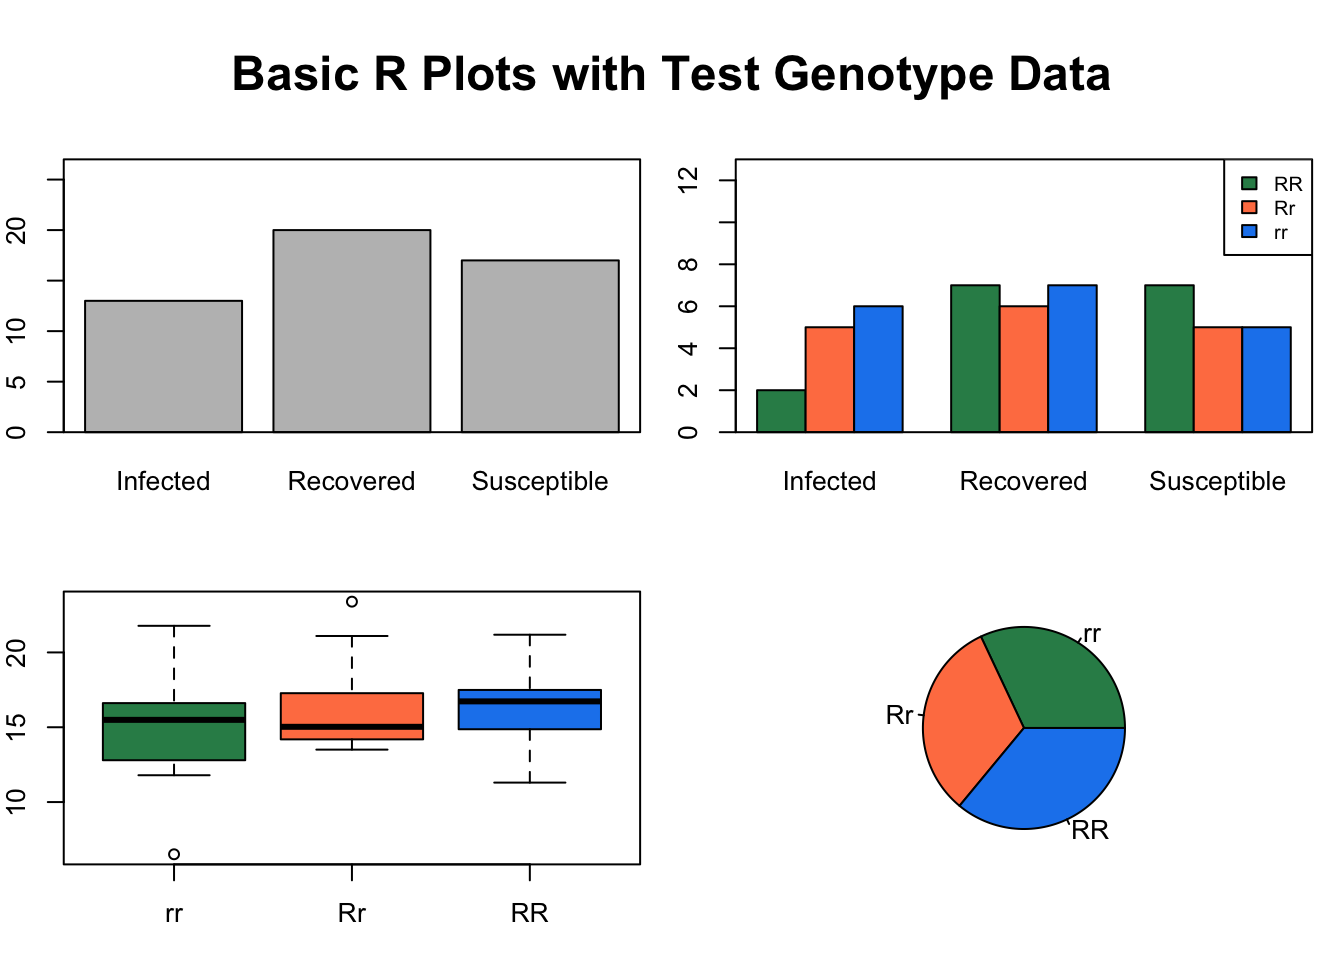 Basic R Plots with Test Genotype Data
0 5 10 20
Infected Recovered Susceptible
0 2 4 6 8 12
RR
Rr
rr
Infected Recovered Susceptible
10 15 20
rr Rr RR
rr
Rr
RR